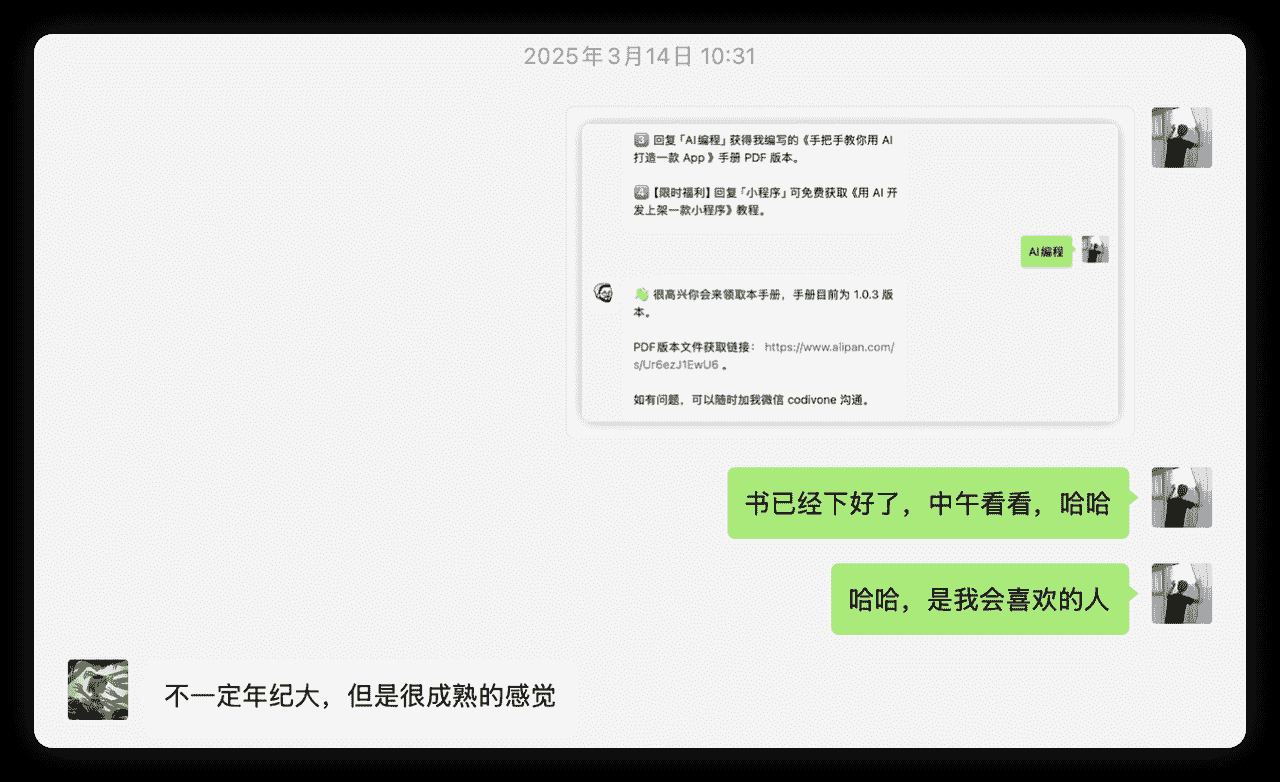 2025年3月14日 10:31
3 回复「AI编程」获得我编写的《手把手教你用 AI
打造一款 App 》手册 PDF 版本。
4【限时福利】回复「小程序」可免费获取《用 AI 开
发上架一款小程序》教程。
AI编程
👋 很高兴你会来领取本手册，手册目前为 1.0.3 版
本。
PDF版本文件获取链接： https://www.alipan.com/
s/Ur6ezJ1EwU6 。
如有问题，可以随时加我微信 codivone 沟通。
书已经下好了，中午看看，哈哈
哈哈，是我会喜欢的人
不一定年纪大，但是很成熟的感觉